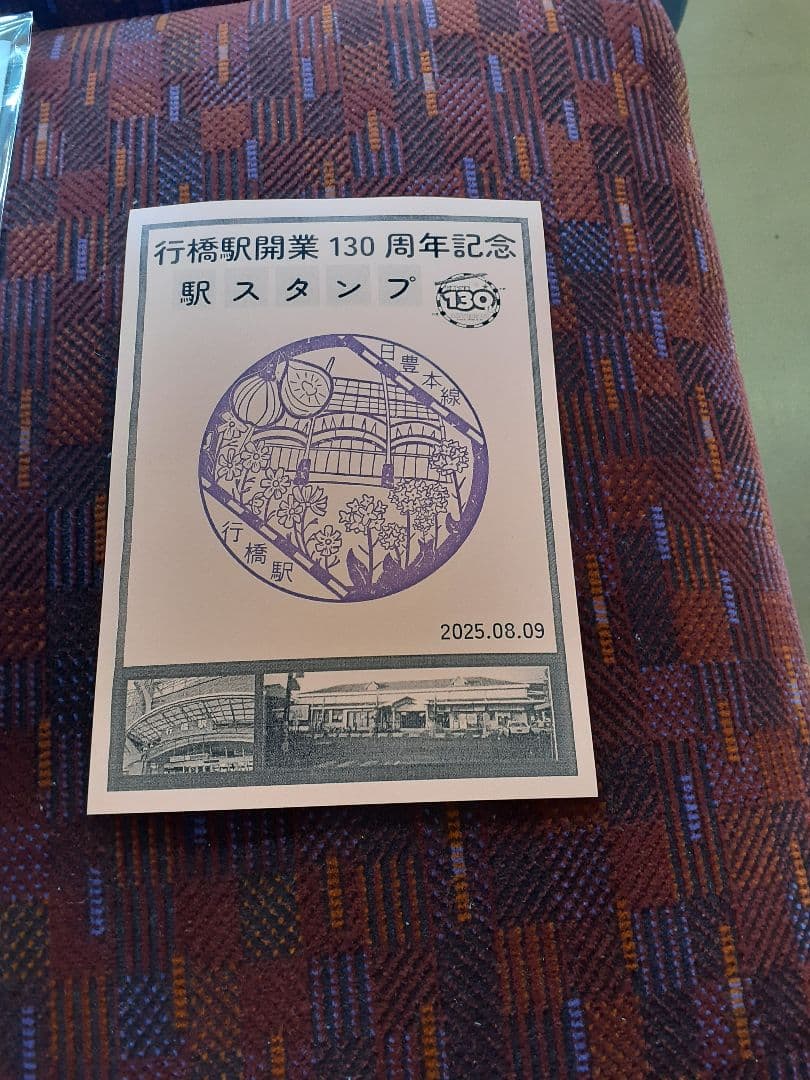 行橋駅開業 130 周年記念
駅スタンプ
130
日豊本線
行橋駅
2025.08.09